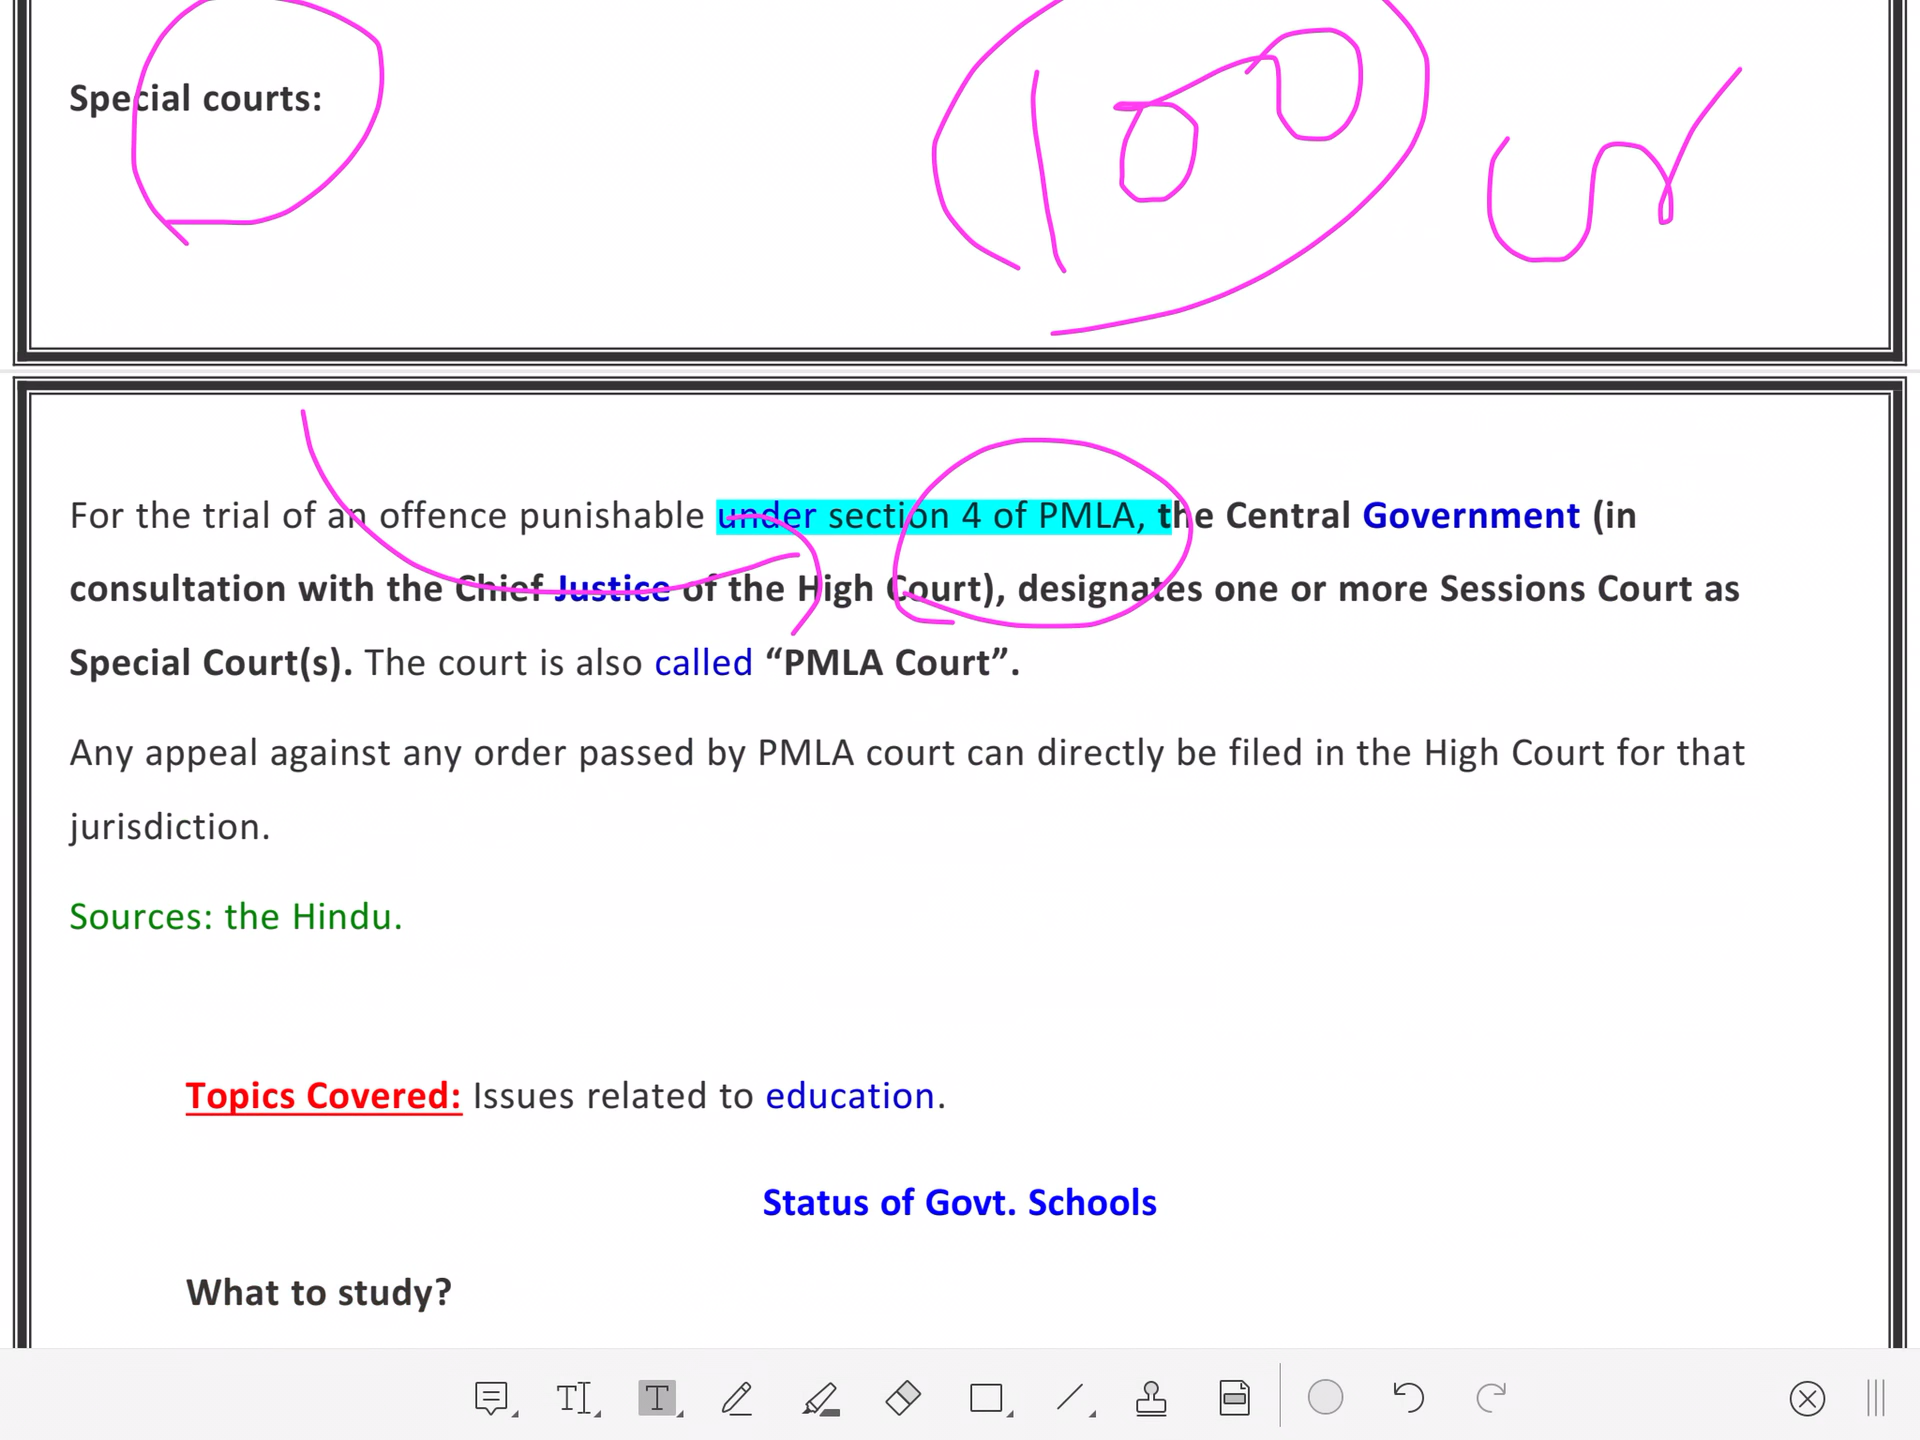 Special courts:
100 cr
For the trial of an offence punishable under section 4 of PMLA, the Central Government (in
consultation with the Chief Justice of the High Court), designates one or more Sessions Court as
Special Court(s). The court is also called “PMLA Court”.
Any appeal against any order passed by PMLA court can directly be filed in the High Court for that
jurisdiction.
Sources: the Hindu.
Topics Covered: Issues related to education.
Status of Govt. Schools
What to study?